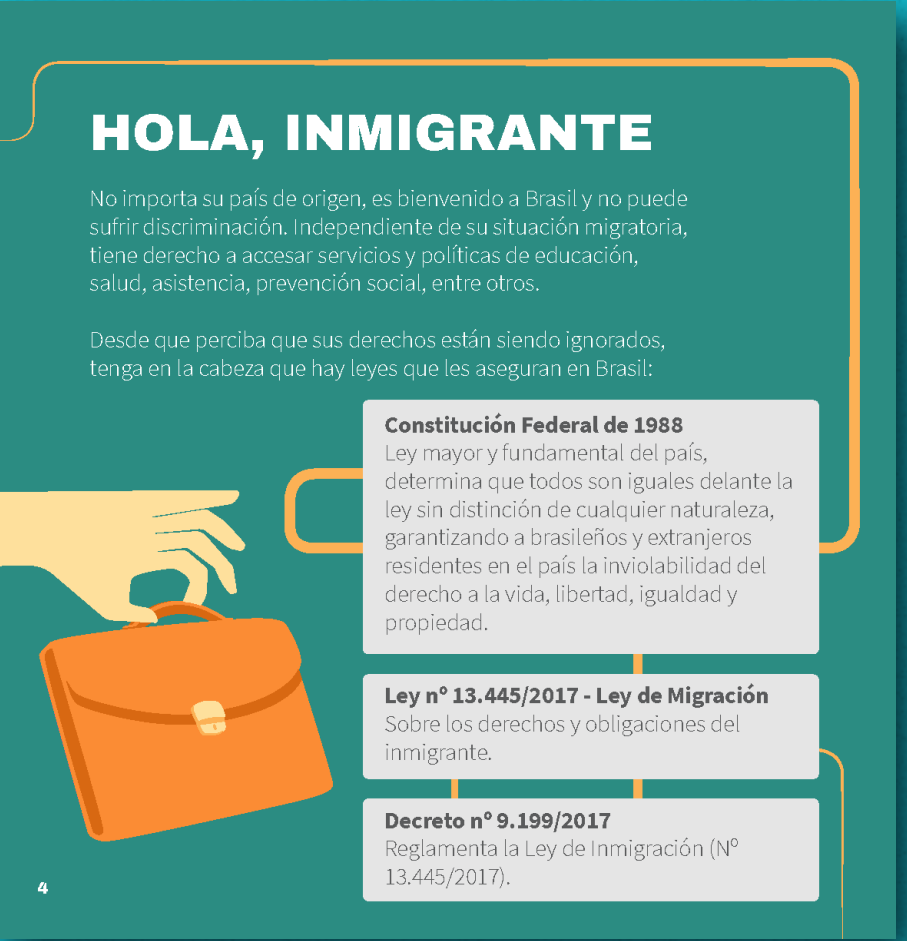 HOLA, INMIGRANTE
No importa su país de origen, es bienvenido a Brasil y no puede
sufrir discriminación. Independiente de su situación migratoria,
tiene derecho a accesar servicios y políticas de educación,
salud, asistencia, prevención social, entre otros.
Desde que perciba que sus derechos están siendo ignorados,
tenga en la cabeza que hay leyes que les aseguran en Brasil:
Constitución Federal de 1988
Ley mayor y fundamental del país,
determina que todos son iguales delante la
ley sin distinción de cualquier naturaleza,
garantizando a brasileños y extranjeros
residentes en el país la inviolabilidad del
derecho a la vida, libertad, igualdad y
propiedad.
Ley nº 13.445/2017 - Ley de Migración
Sobre los derechos y obligaciones del
inmigrante.
Decreto nº 9.199/2017
Reglamenta la Ley de Inmigración (Nº
13.445/2017).
4